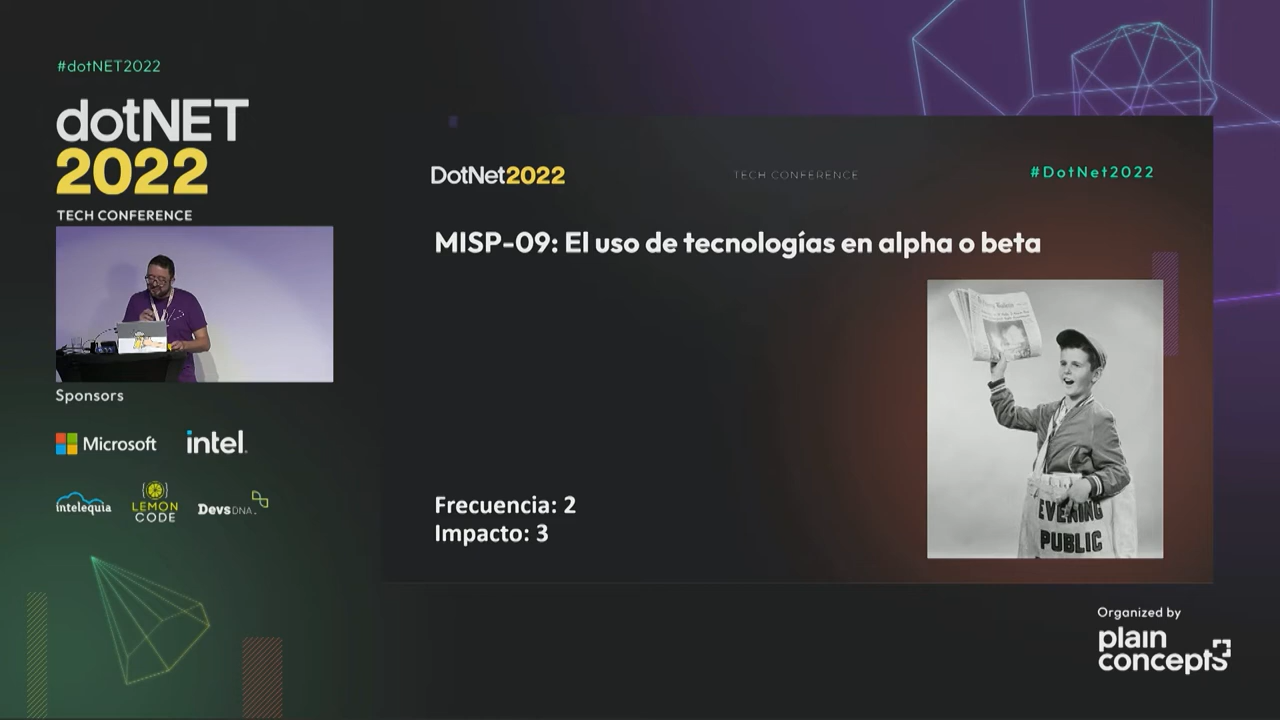 #dotNET2022
dotNET
2022
TECH CONFERENCE
Sponsors
Microsoft
intel.
intelequia
LEMON
CODE
DevsDNA.
DotNet2022
TECH CONFERENCE
#DotNet2022
MISP-09: El uso de tecnologías en alpha o beta
EVENING
PUBLIC
Frecuencia: 2
Impacto: 3
Organized by
plain
concepts